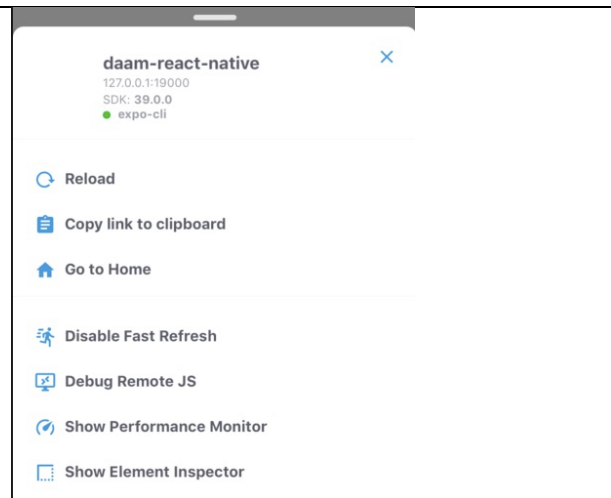 daam-react-native
127.0.0.1:19000
SDK: 39.0.0
expo-cli
Reload
Copy link to clipboard
Go to Home
Disable Fast Refresh
Debug Remote JS
Show Performance Monitor
Show Element Inspector